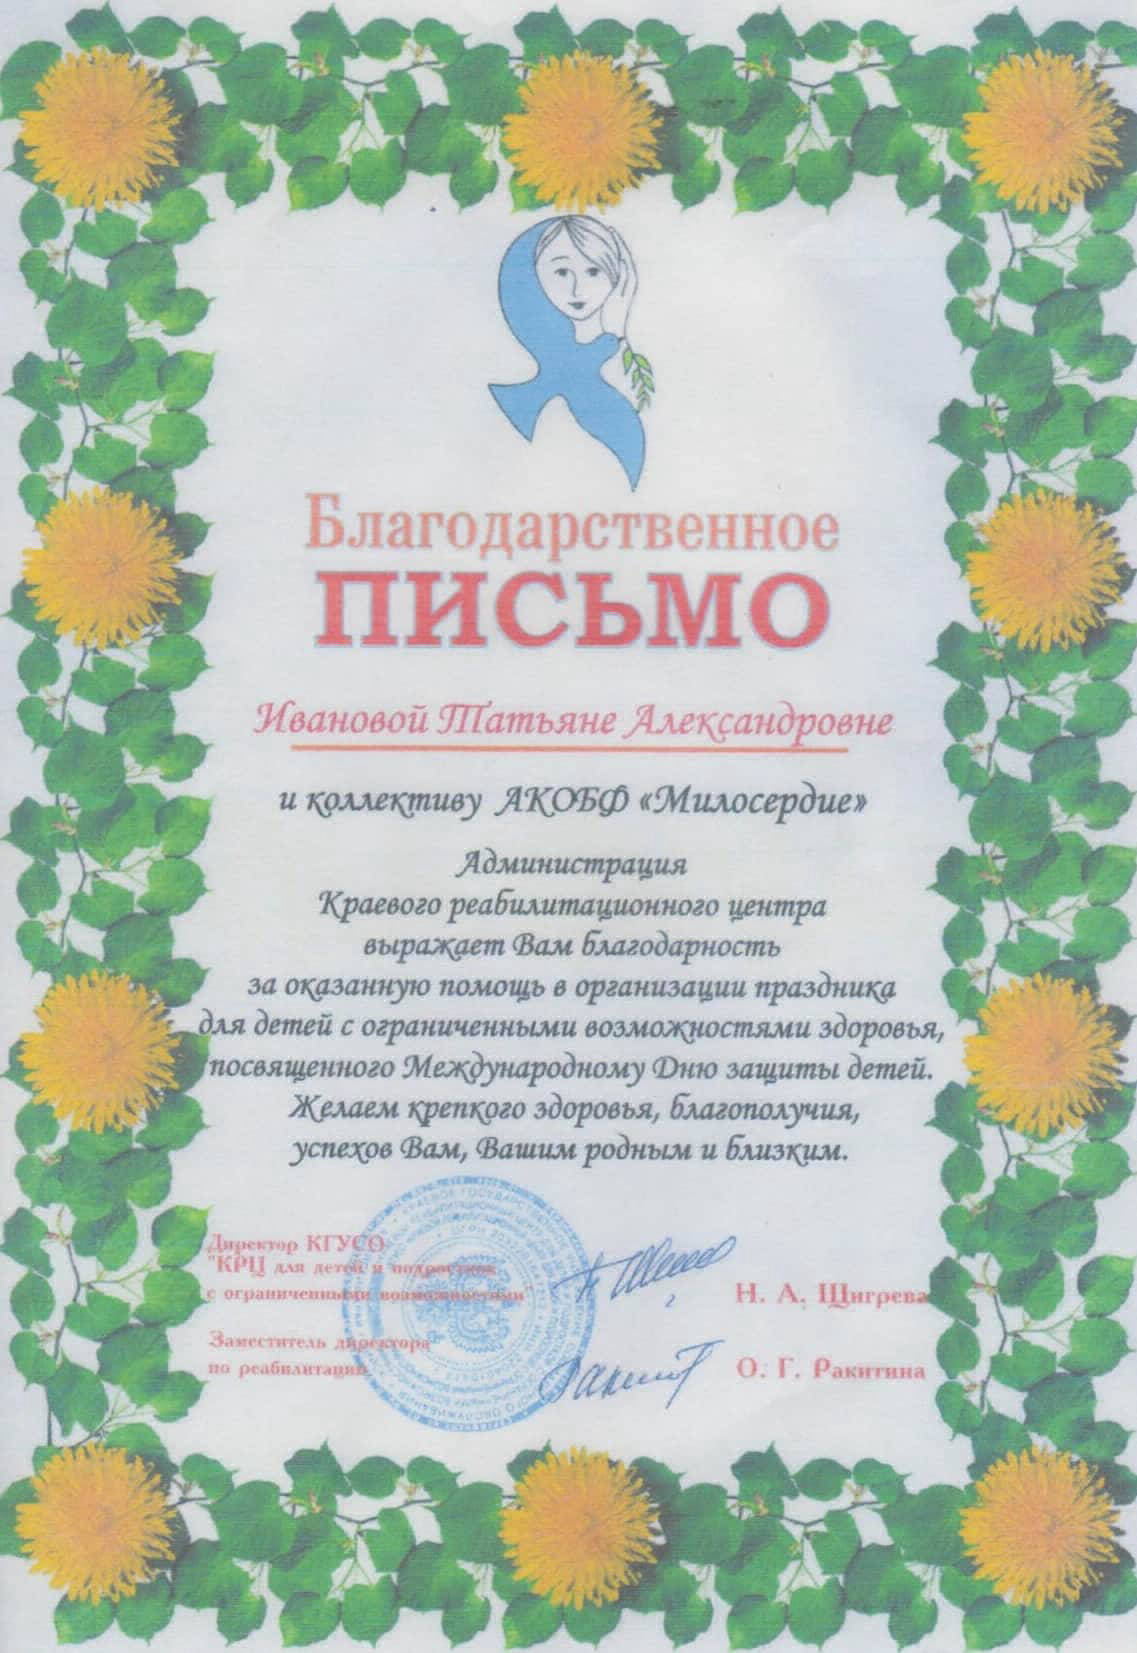 Благодарственное
ПИСЬМО
Ивановой Татьяне Александровне
и коллективу АКОБФ «Милосердие»
Администрация
Краевого реабилитационного центра
выражает Вам благодарность
за оказанную помощь в организации праздника
для детей с ограниченными возможностями здоровья,
посвященного Международному Дню защиты детей.
Желаем крепкого здоровья, благополучия,
успехов Вам, Вашим родным и близким.
Директор КГУСО
"КРЦ для детей и подростков
с ограниченными возможностями"
Н. А. Щигрева
Заместитель директора
по реабилитации
О. Г. Ракитина